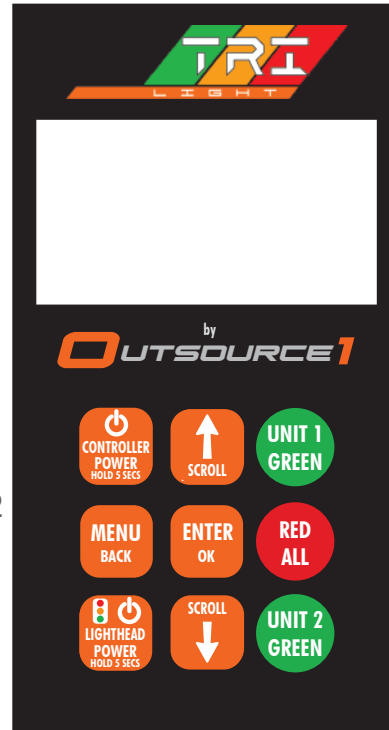 TRI
LIGHT
by
OUTSOURCE1
CONTROLLER
POWER
HOLD 5 SECS
SCROLL
UNIT 1
GREEN
MENU
BACK
ENTER
OK
RED
ALL
LIGHTHEAD
POWER
HOLD 5 SECS
SCROLL
UNIT 2
GREEN